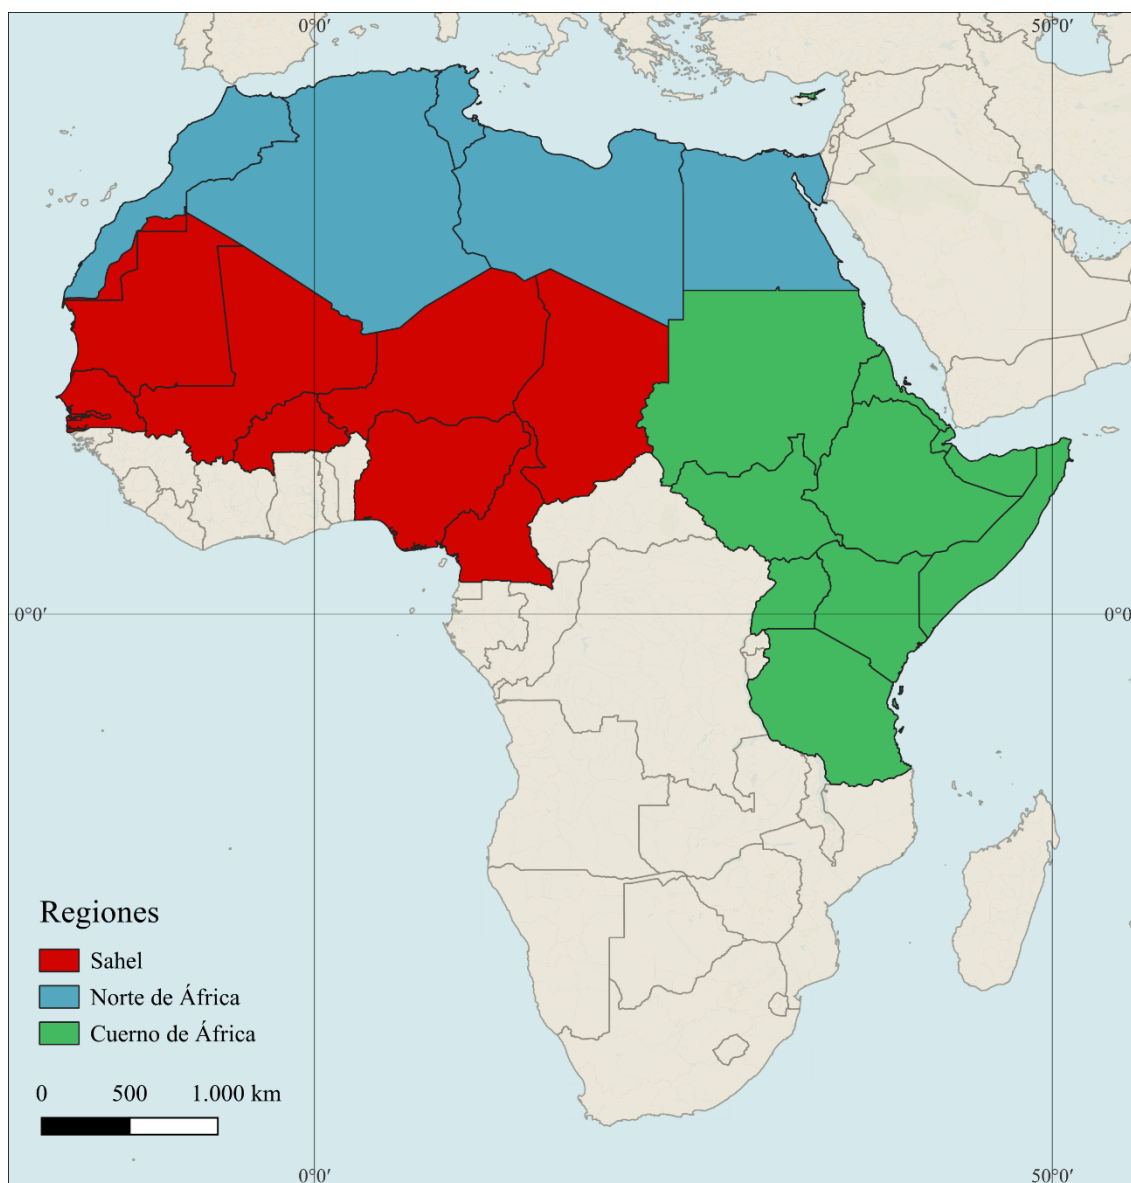 0°0′
50°0′
0°0′
0°0
Regiones
Sahel
Norte de África
Cuerno de África
0
500
1.000 km
0°0′
50°0′